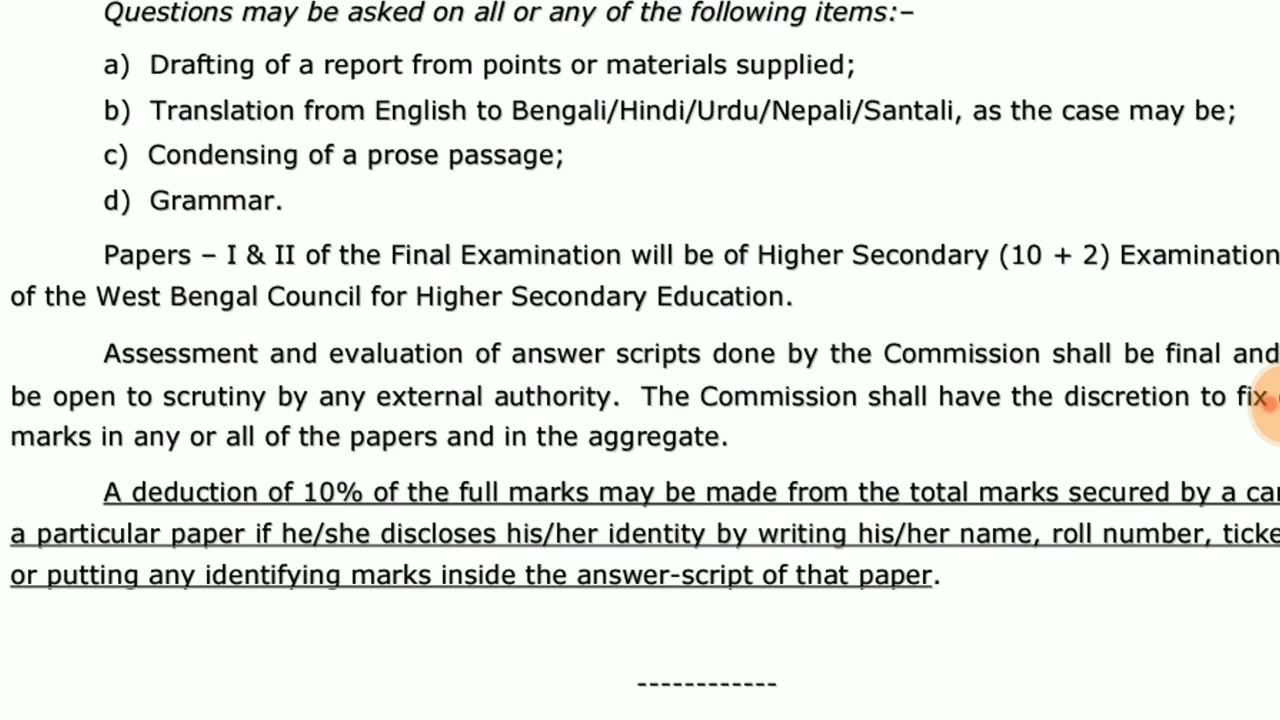 Questions may be asked on all or any of the following items:–
a) Drafting of a report from points or materials supplied;
b) Translation from English to Bengali/Hindi/Urdu/Nepali/Santali, as the case may be;
c) Condensing of a prose passage;
d) Grammar.
Papers – I & II of the Final Examination will be of Higher Secondary (10 + 2) Examination
of the West Bengal Council for Higher Secondary Education.
Assessment and evaluation of answer scripts done by the Commission shall be final and
be open to scrutiny by any external authority. The Commission shall have the discretion to fix
marks in any or all of the papers and in the aggregate.
A deduction of 10% of the full marks may be made from the total marks secured by a
a particular paper if he/she discloses his/her identity by writing his/her name, roll number,
or putting any identifying marks inside the answer-script of that paper.
------------